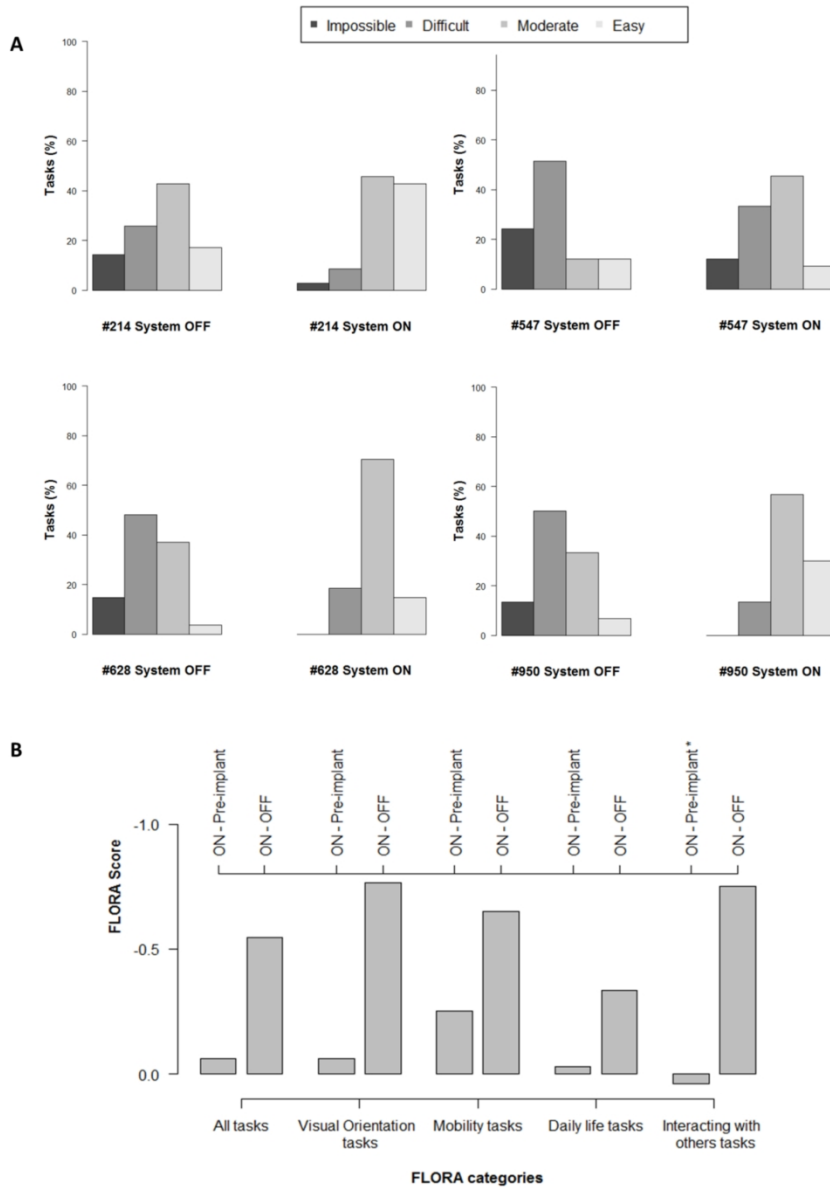 Impossible Difficult Moderate Easy
A
100
80
60
40
20
0
Tasks (%)
#214 System OFF #214 System ON
80
60
40
20
0
Tasks (%)
#547 System OFF #547 System ON
100
80
60
40
20
0
Tasks (%)
#628 System OFF #628 System ON
100
80
60
40
20
0
Tasks (%)
#950 System OFF #950 System ON
B
ON - Pre-implant
ON - OFF
ON - Pre-implant
ON - OFF
ON - Pre-implant
ON - OFF
ON - Pre-implant
ON - OFF
ON - Pre-implant*
ON - OFF
-1.0
-0.5
0.0
FLORA Score
All tasks
Visual Orientation
tasks
Mobility tasks
Daily life tasks
Interacting with
others tasks
FLORA categories